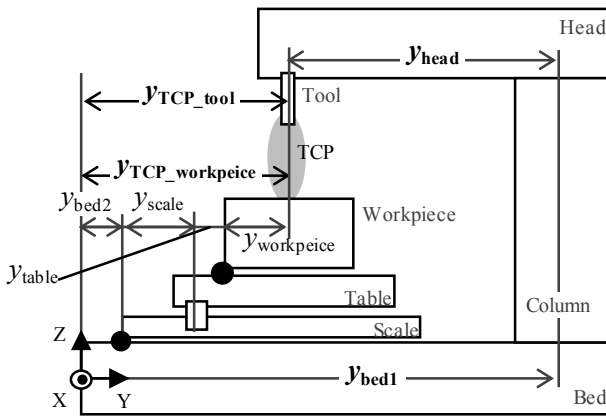 Head
y_head
y_TCP_tool
Tool
TCP
y_TCP_workpeice
y_bed2 y_scale
Workpiece
y_workpeice
y_table
Table
Column
Scale
Z
y_bed1
X Y
Bed